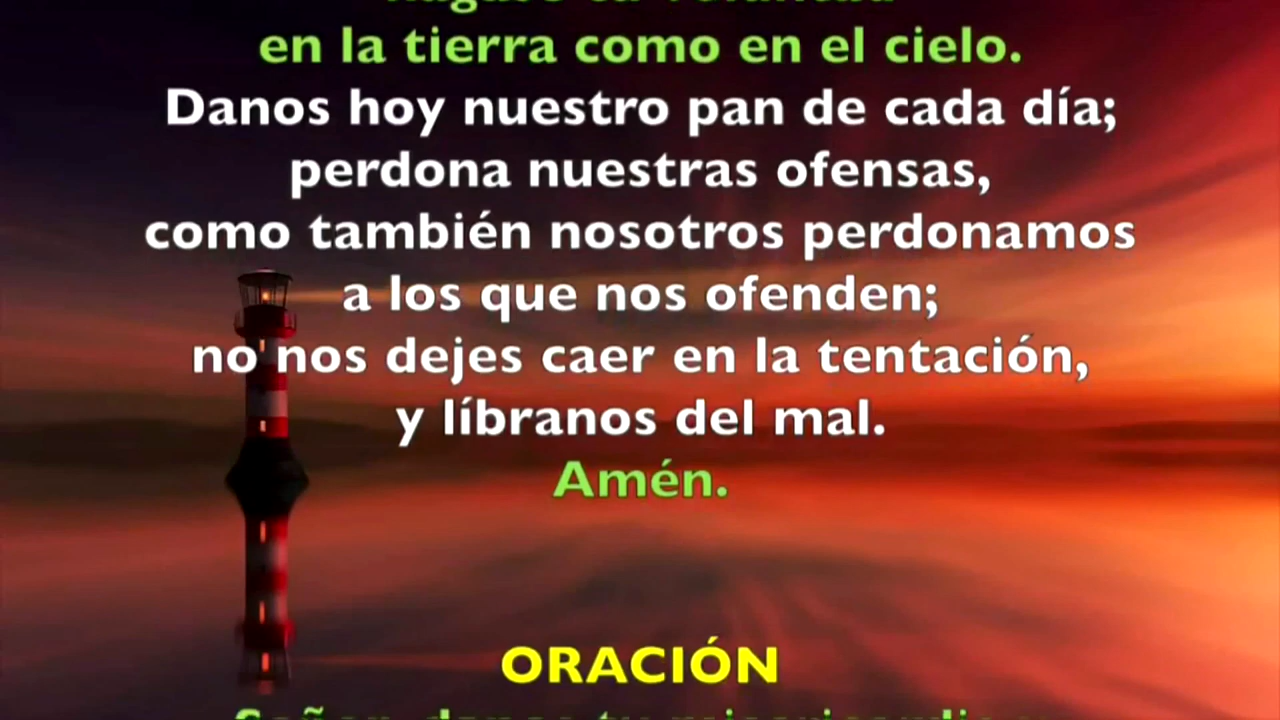 en la tierra como en el cielo.
Danos hoy nuestro pan de cada día;
perdona nuestras ofensas,
como también nosotros perdonamos
a los que nos ofenden;
no nos dejes caer en la tentación,
y líbranos del mal.
Amén.
ORACIÓN